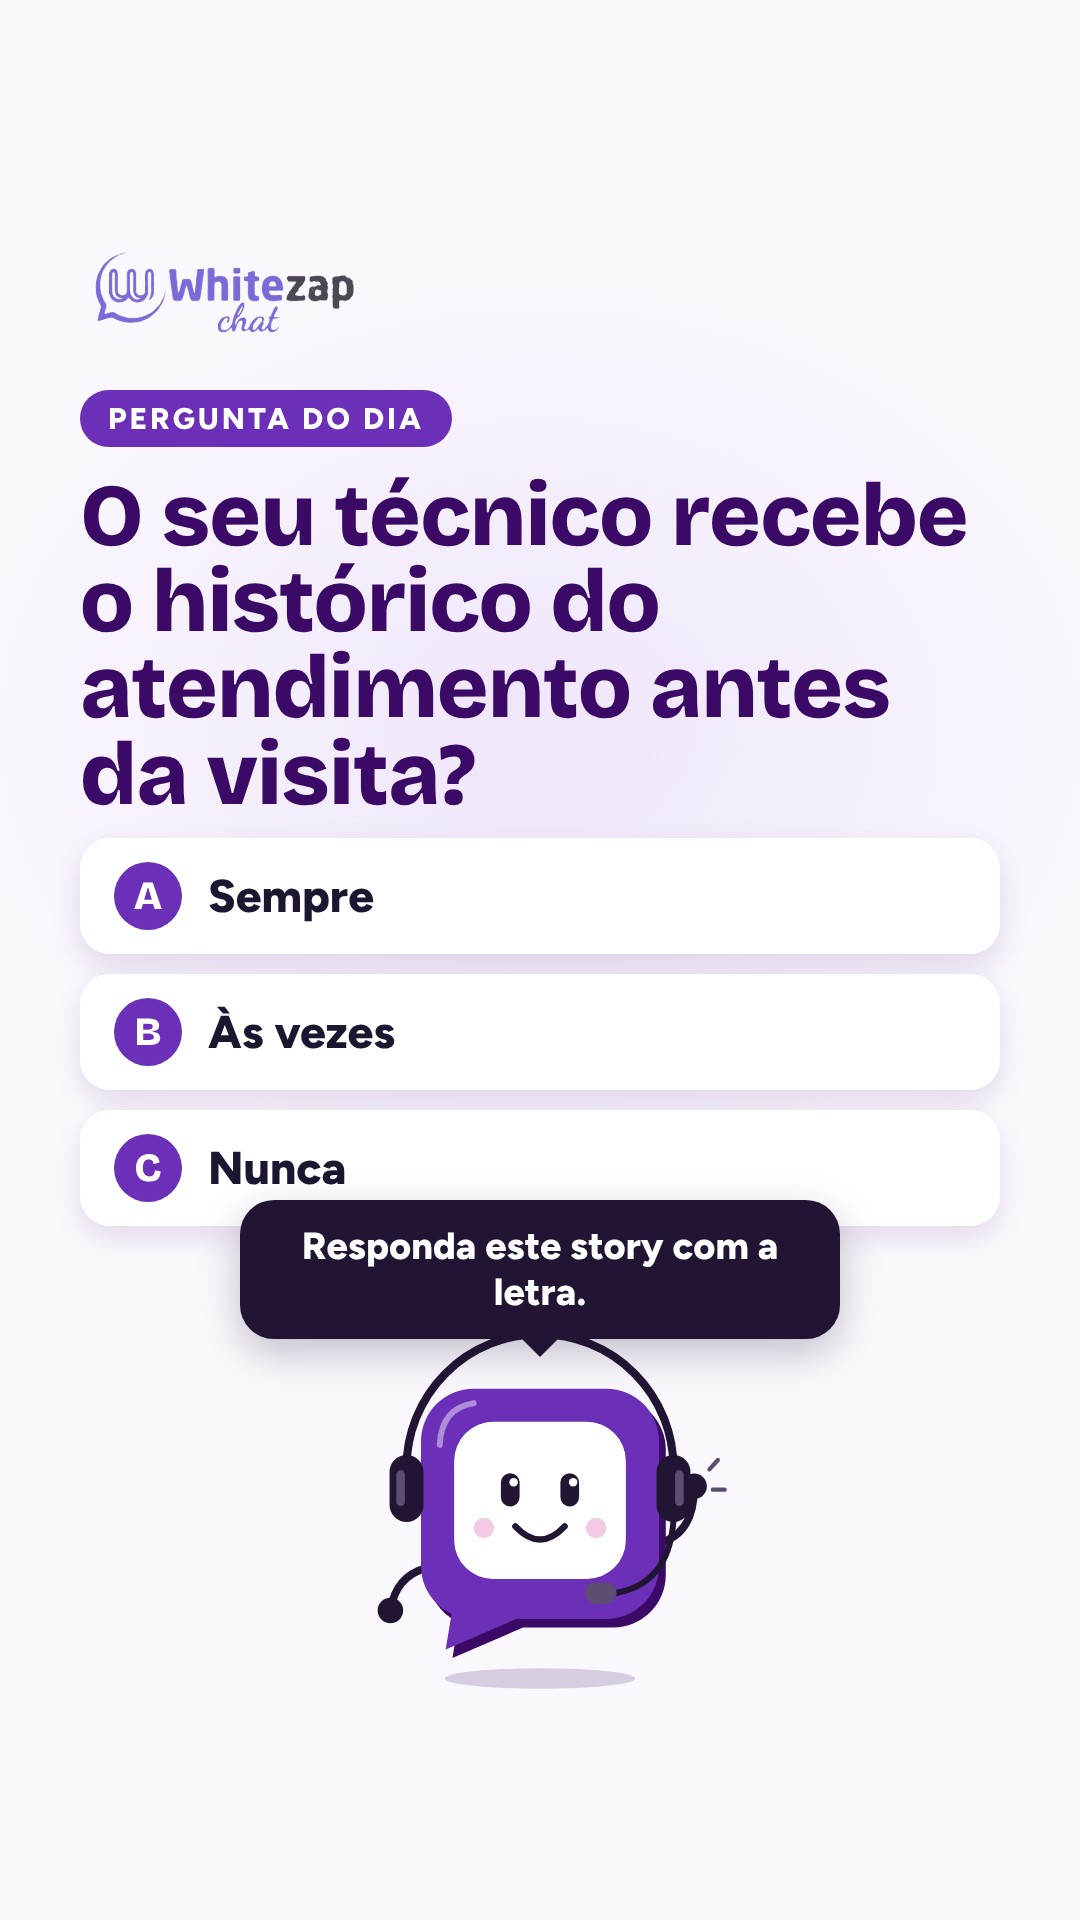 Whitezap
chat
PERGUNTA DO DIA
O seu técnico recebe
o histórico do
atendimento antes
da visita?
A Sempre
B Às vezes
C Nunca
Responda este story com a
letra.